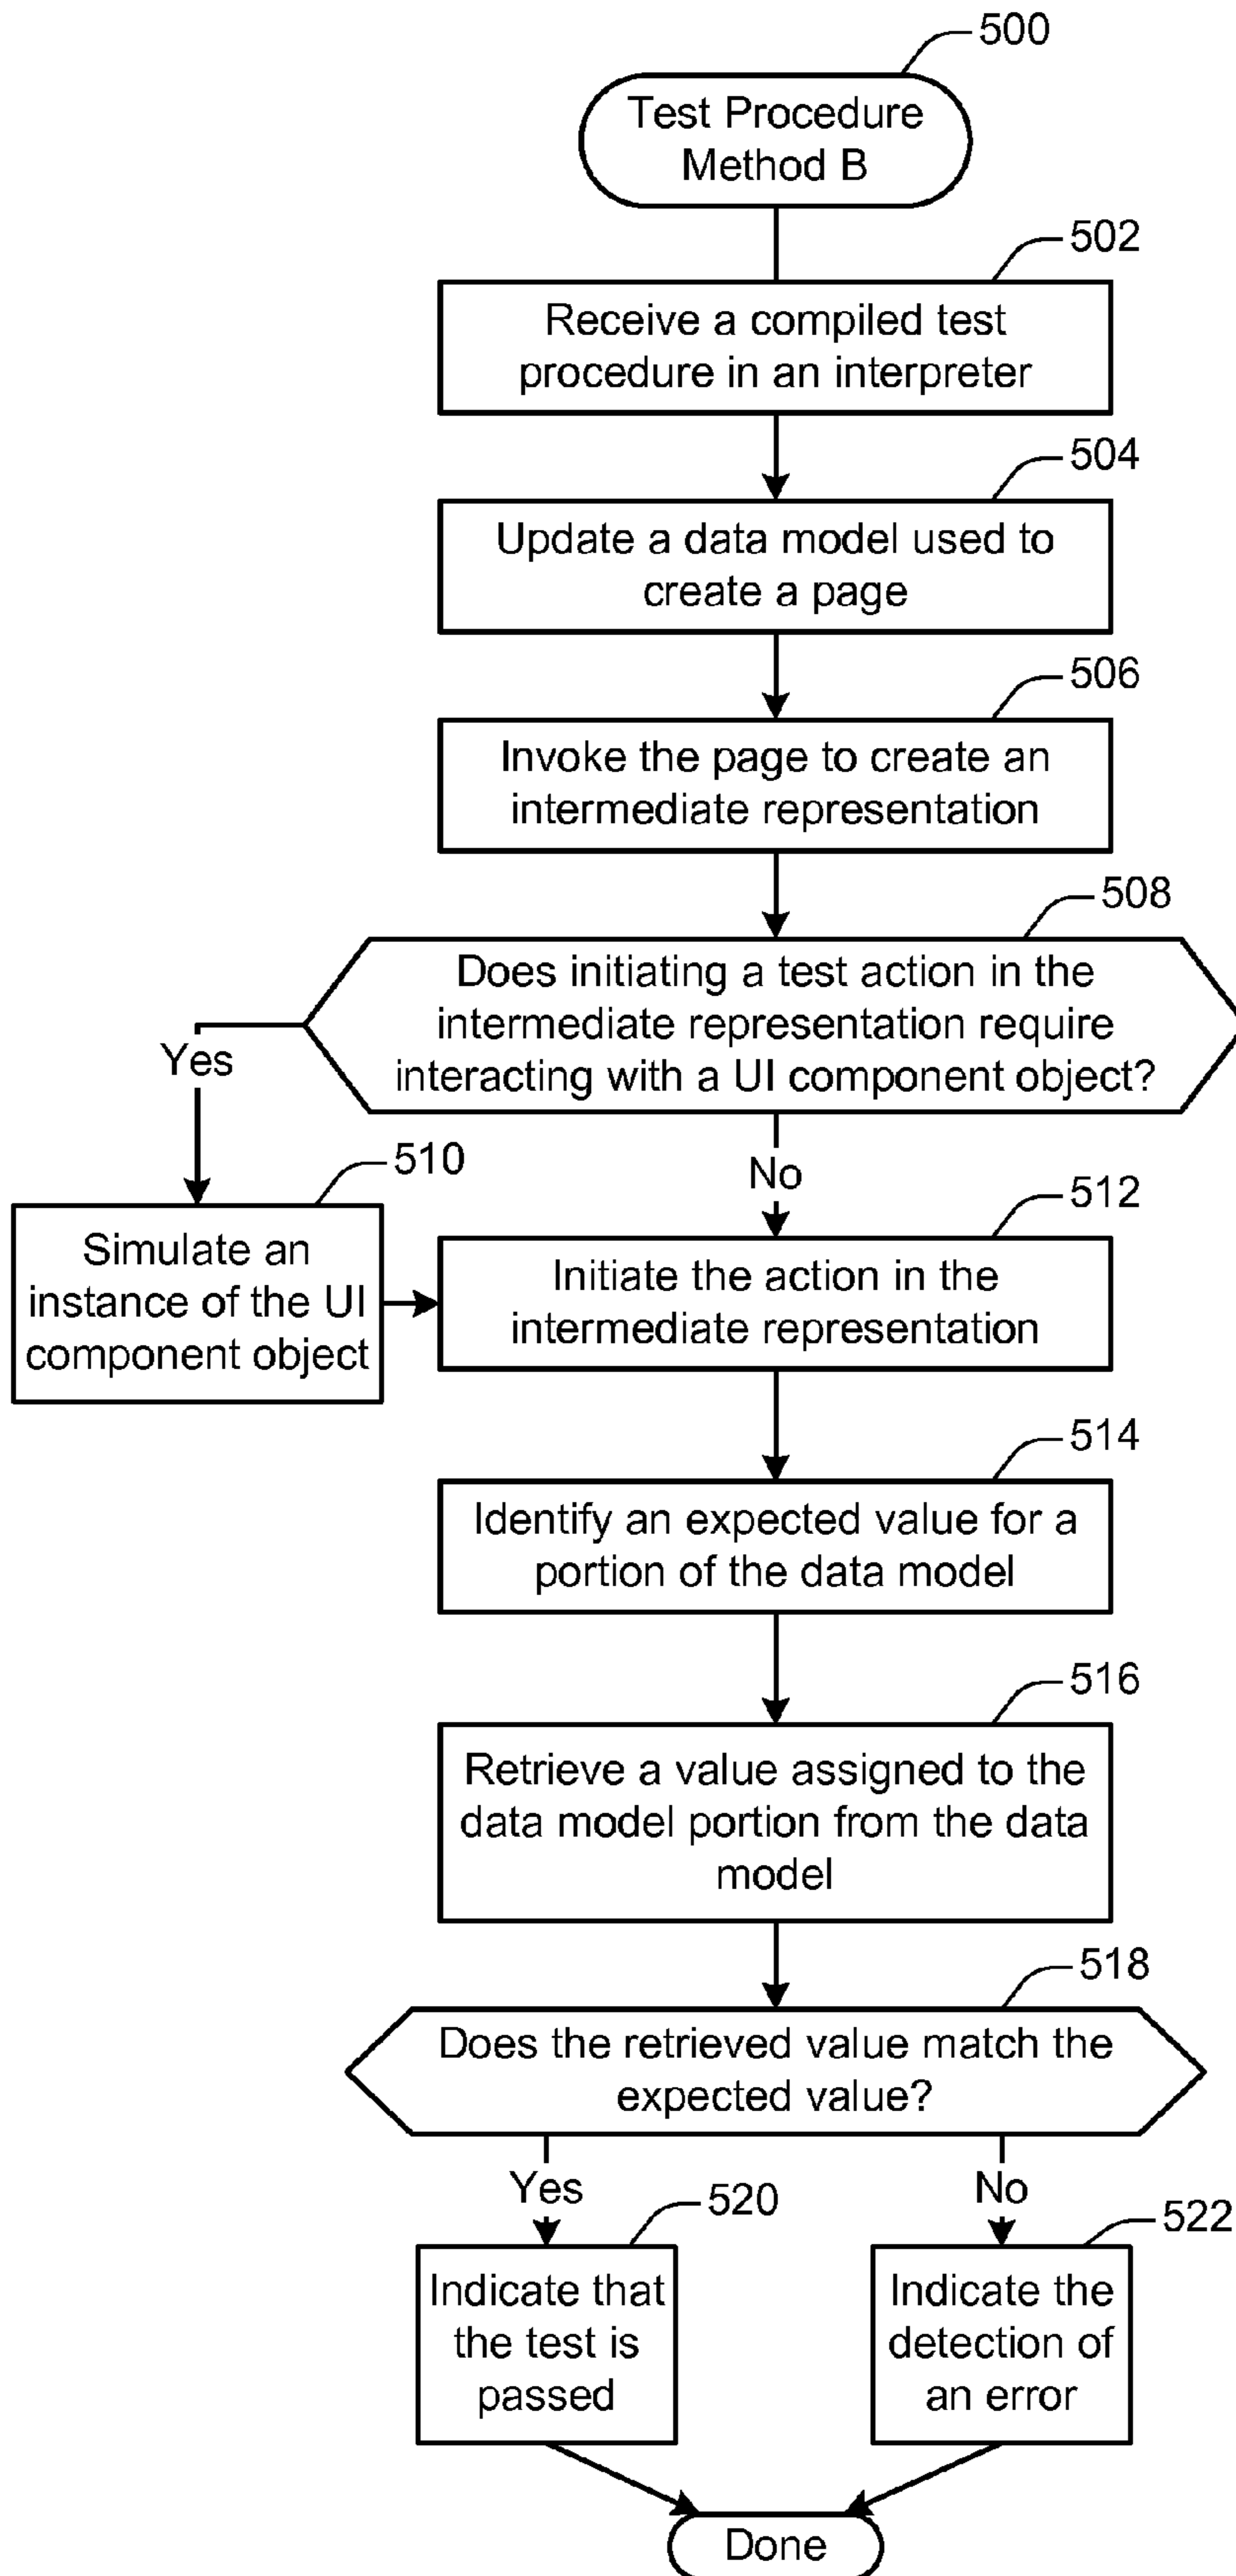 500
Test Procedure
Method B
502
Receive a compiled test
procedure in an interpreter
504
Update a data model used to
create a page
506
Invoke the page to create an
intermediate representation
508
Does initiating a test action in the
intermediate representation require
interacting with a UI component object?
Yes
No
510
Simulate an
instance of the UI
component object
512
Initiate the action in the
intermediate representation
514
Identify an expected value for a
portion of the data model
516
Retrieve a value assigned to the
data model portion from the data
model
518
Does the retrieved value match the
expected value?
Yes
No
520
Indicate that
the test is
passed
522
Indicate the
detection of
an error
Done